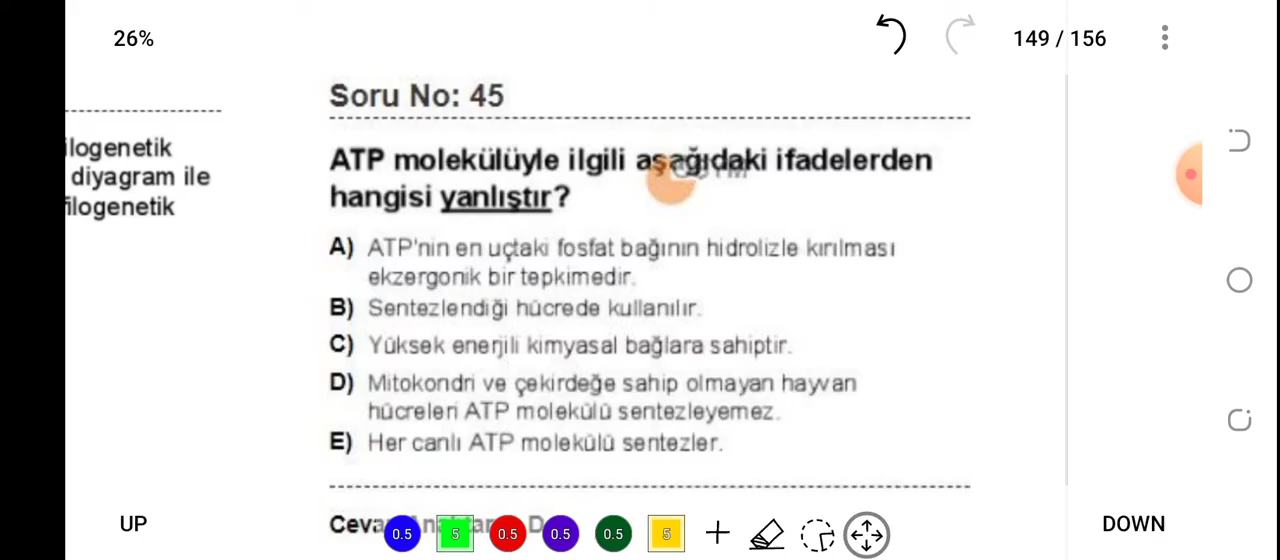 26%
149 / 156
Soru No: 45
ilogenetik
diyagram ile
filogenetik
ATP molekülüyle ilgili aşağıdaki ifadelerden
hangisi yanlıştır?
A) ATP'nin en uçtaki fosfat bağının hidrolizle kırılması
ekzergonik bir tepkimedir.
B) Sentezlendiği hücrede kullanılır.
C) Yüksek enerjili kimyasal bağlara sahiptir.
D) Mitokondri ve çekirdeğe sahip olmayan hayvan
hücreleri ATP molekülü sentezleyemez.
E) Her canlı ATP molekülü sentezler.
UP
0.5
5
0.5
0.5
0.5
5
DOWN